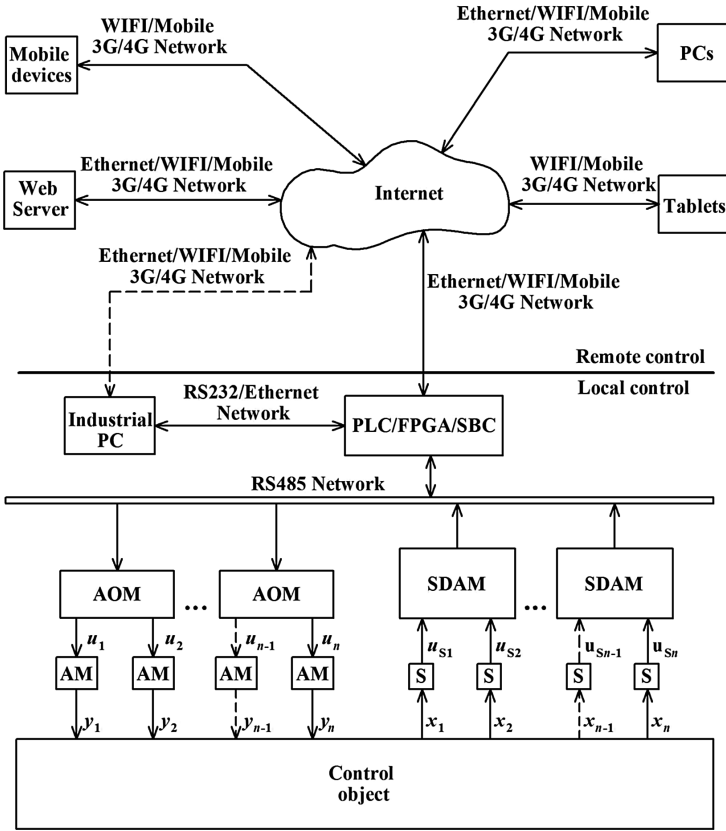 WIFI/Mobile
3G/4G Network
Ethernet/WIFI/Mobile
3G/4G Network
Mobile
devices
PCs
Ethernet/WIFI/Mobile
3G/4G Network
Internet
WIFI/Mobile
3G/4G Network
Web
Server
Tablets
Ethernet/WIFI/Mobile
3G/4G Network
Ethernet/WIFI/Mobile
3G/4G Network
Remote control
Local control
RS232/Ethernet
Network
Industrial
PC
PLC/FPGA/SBC
RS485 Network
AOM ... AOM SDAM ... SDAM
u1 u2 un-1 un uS1 uS2 uSn-1 uSn
AM AM AM AM S S S S
y1 y2 yn-1 yn x1 x2 xn-1 xn
Control
object